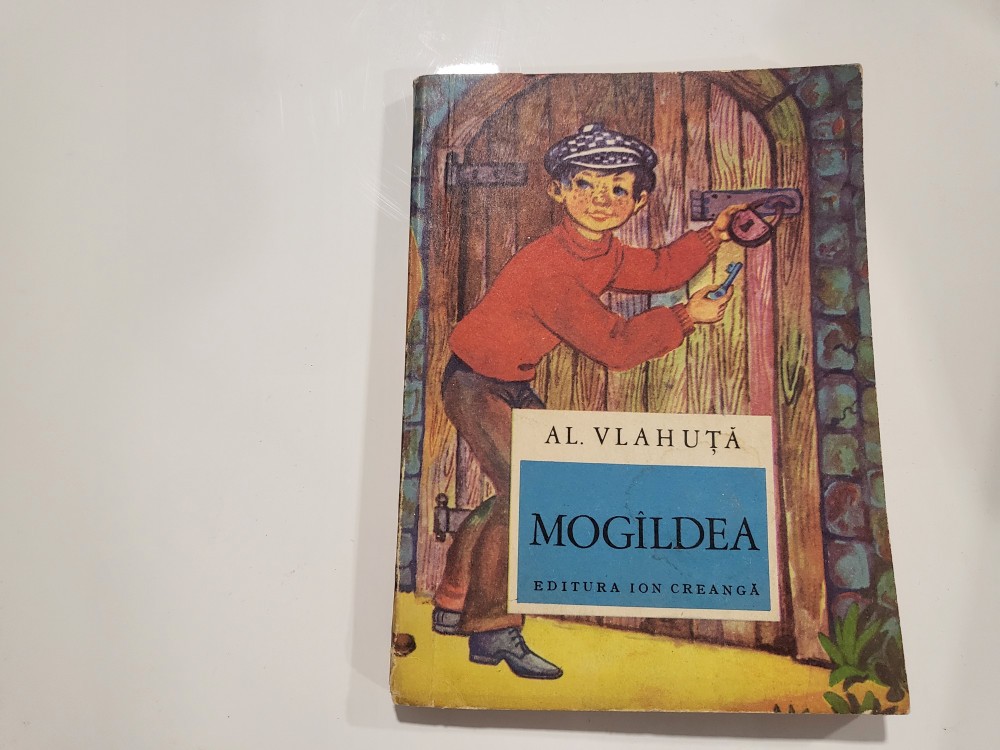 AL. VLAHUȚĂ
MOGÎLDEA
EDITURA ION CREANGĂ